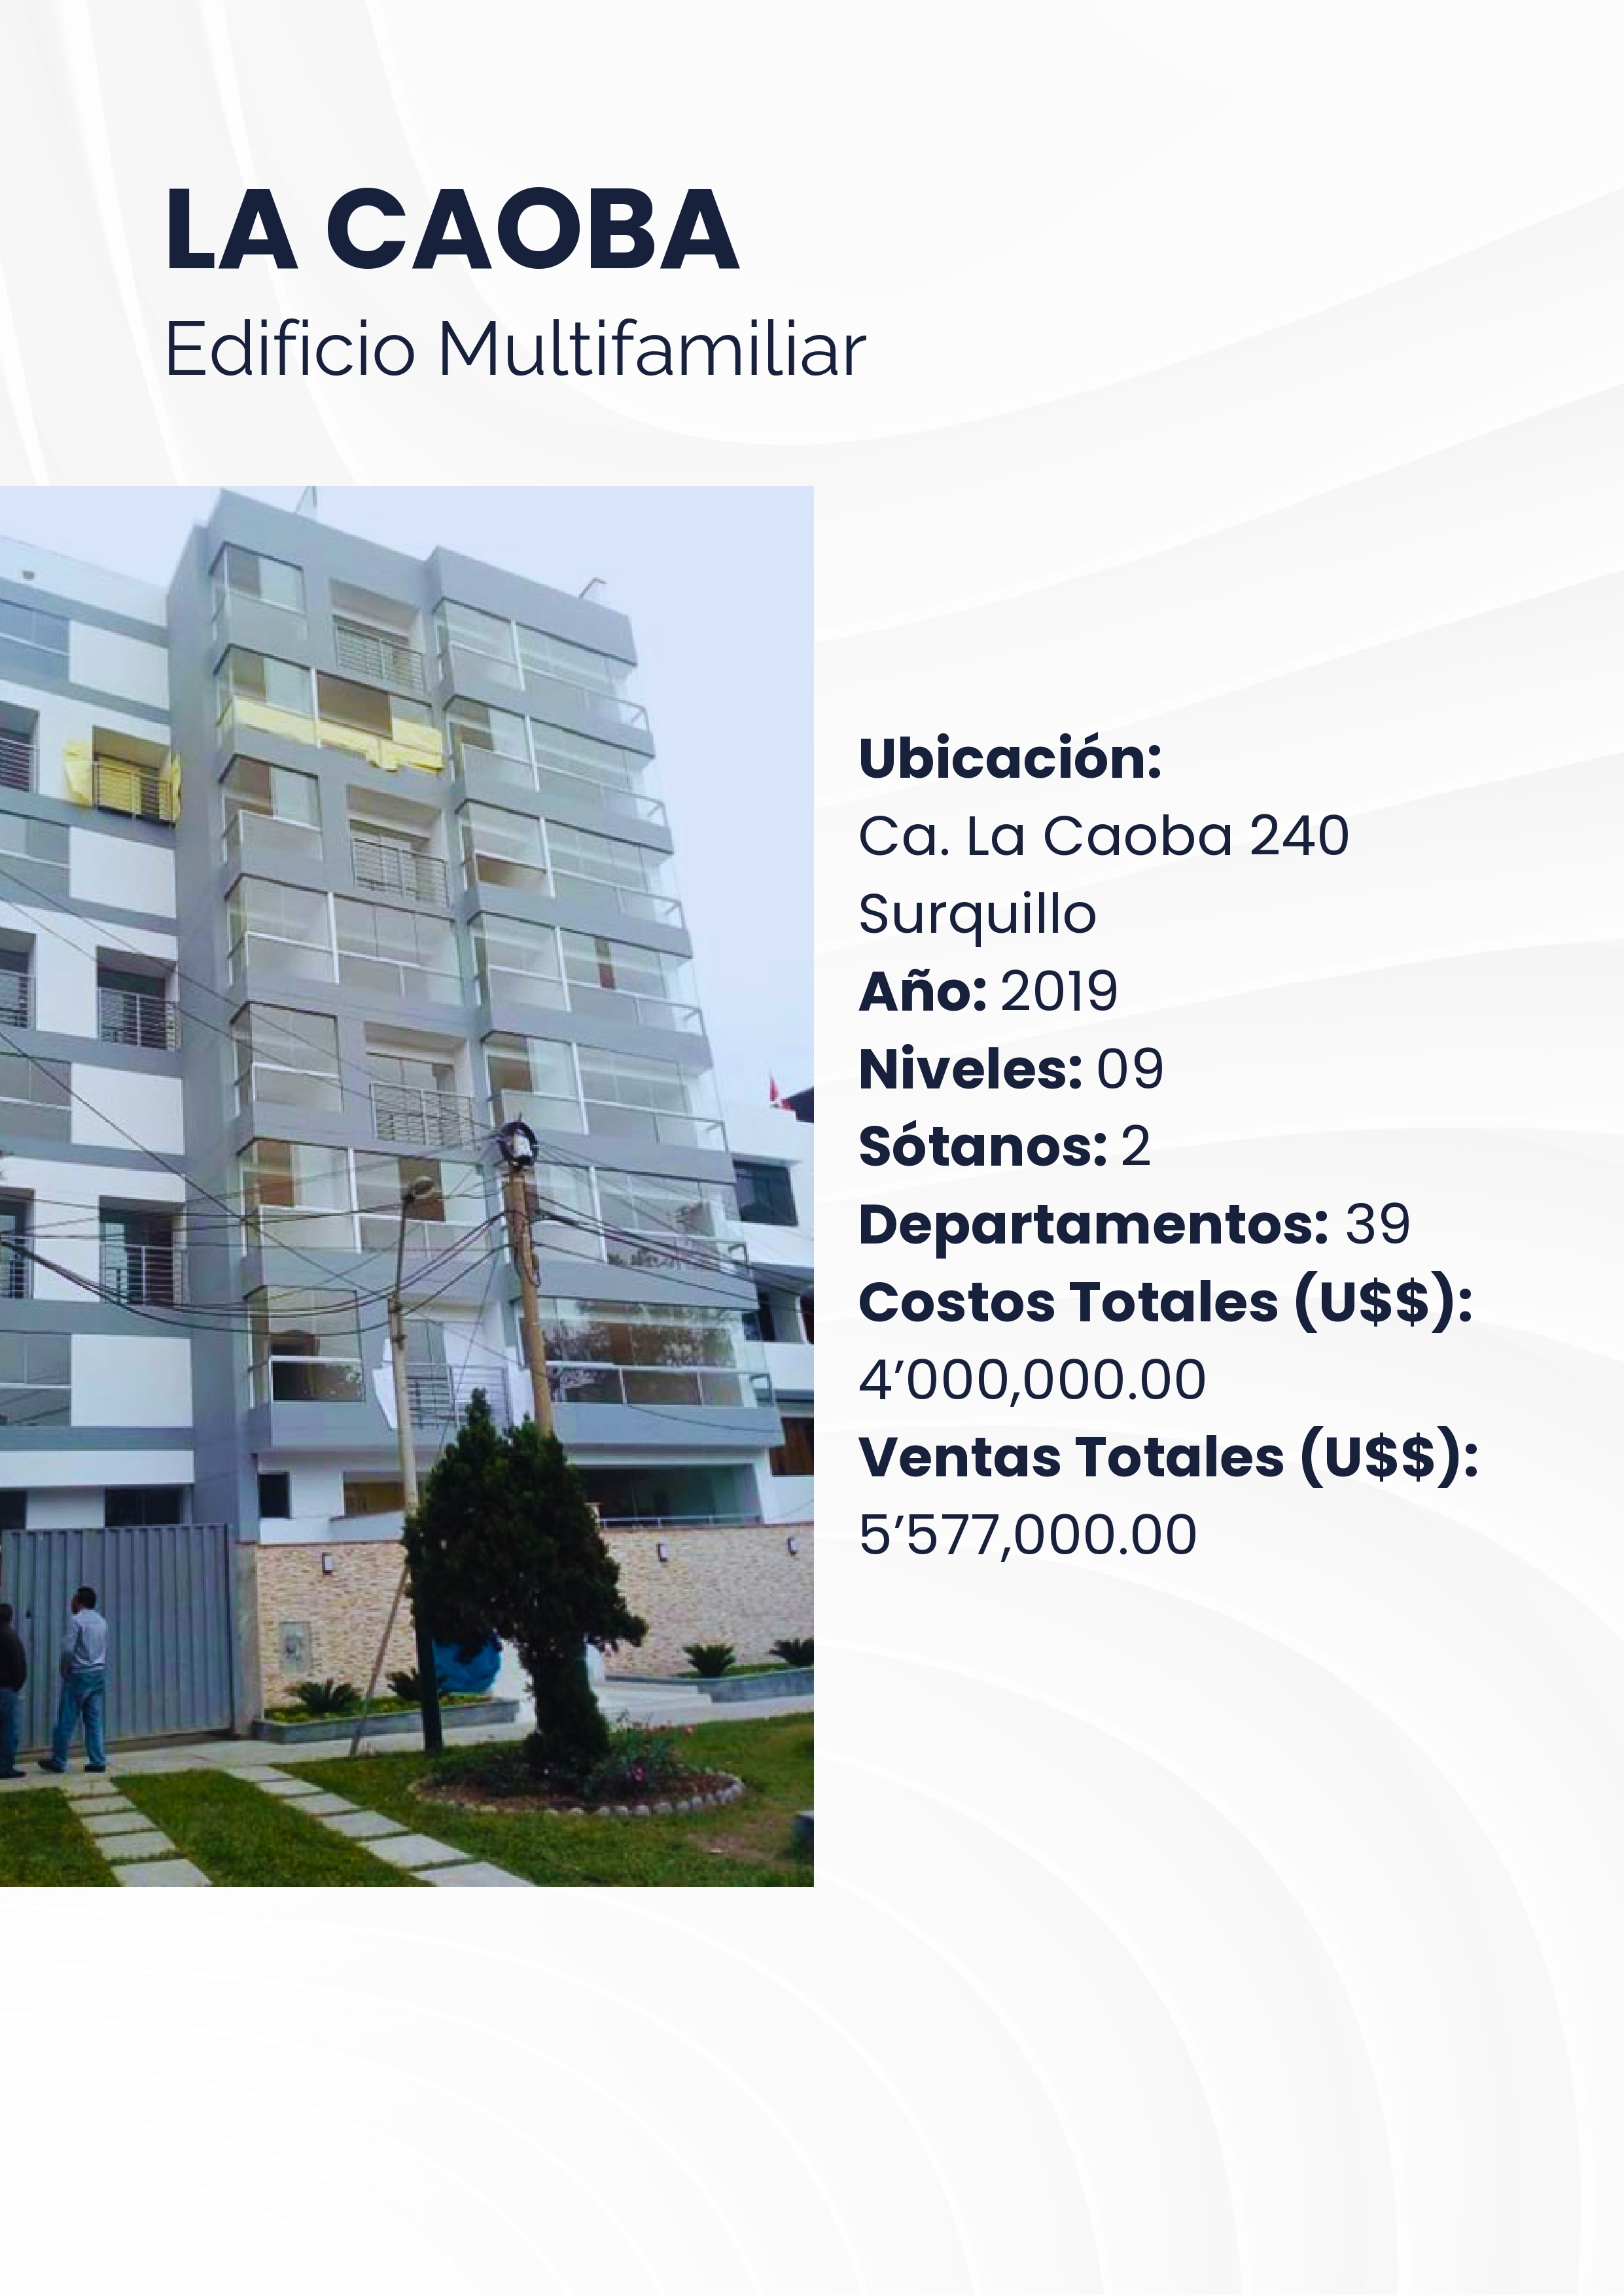 LA CAOBA
Edificio Multifamiliar
Ubicación:
Ca. La Caoba 240
Surquillo
Año: 2019
Niveles: 09
Sótanos: 2
Departamentos: 39
Costos Totales (U$$):
4’000,000.00
Ventas Totales (U$$):
5’577,000.00